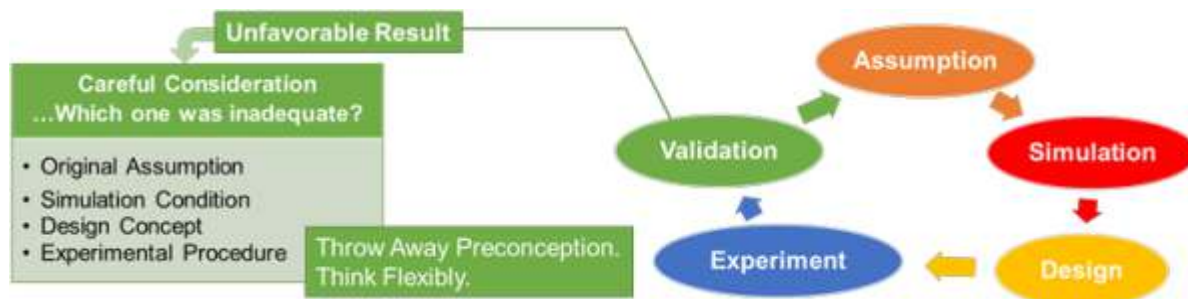 Unfavorable Result
Careful Consideration
…Which one was inadequate?
• Original Assumption
• Simulation Condition
• Design Concept
• Experimental Procedure
Throw Away Preconception.
Think Flexibly.
Assumption
Simulation
Design
Experiment
Validation